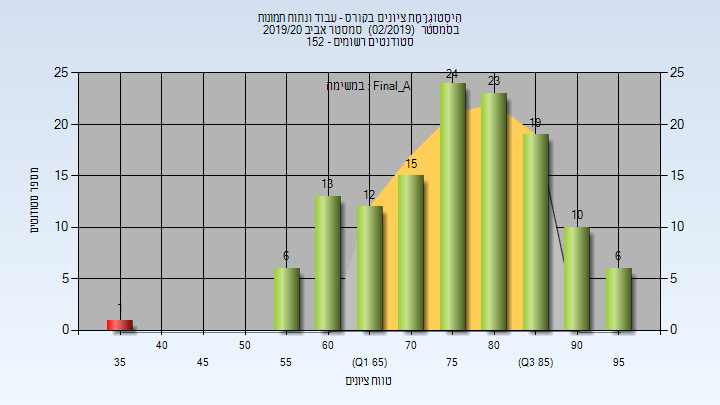 היסטוגרמת ציונים בקורס - עבוד ונתוח תמונות
בסמסטר (02/2019) סמסטר אביב 2019/20
סטודנטים רשומים - 152
במשימה : Final_A
מספר סטודנטים
25 25
20 20
15 15
10 10
5 5
0 0
1
6
13
12
15
24
23
19
10
6
40 50 60 70 80 90
35 45 55 (Q1 65) 75 (Q3 85) 95
טווח ציונים